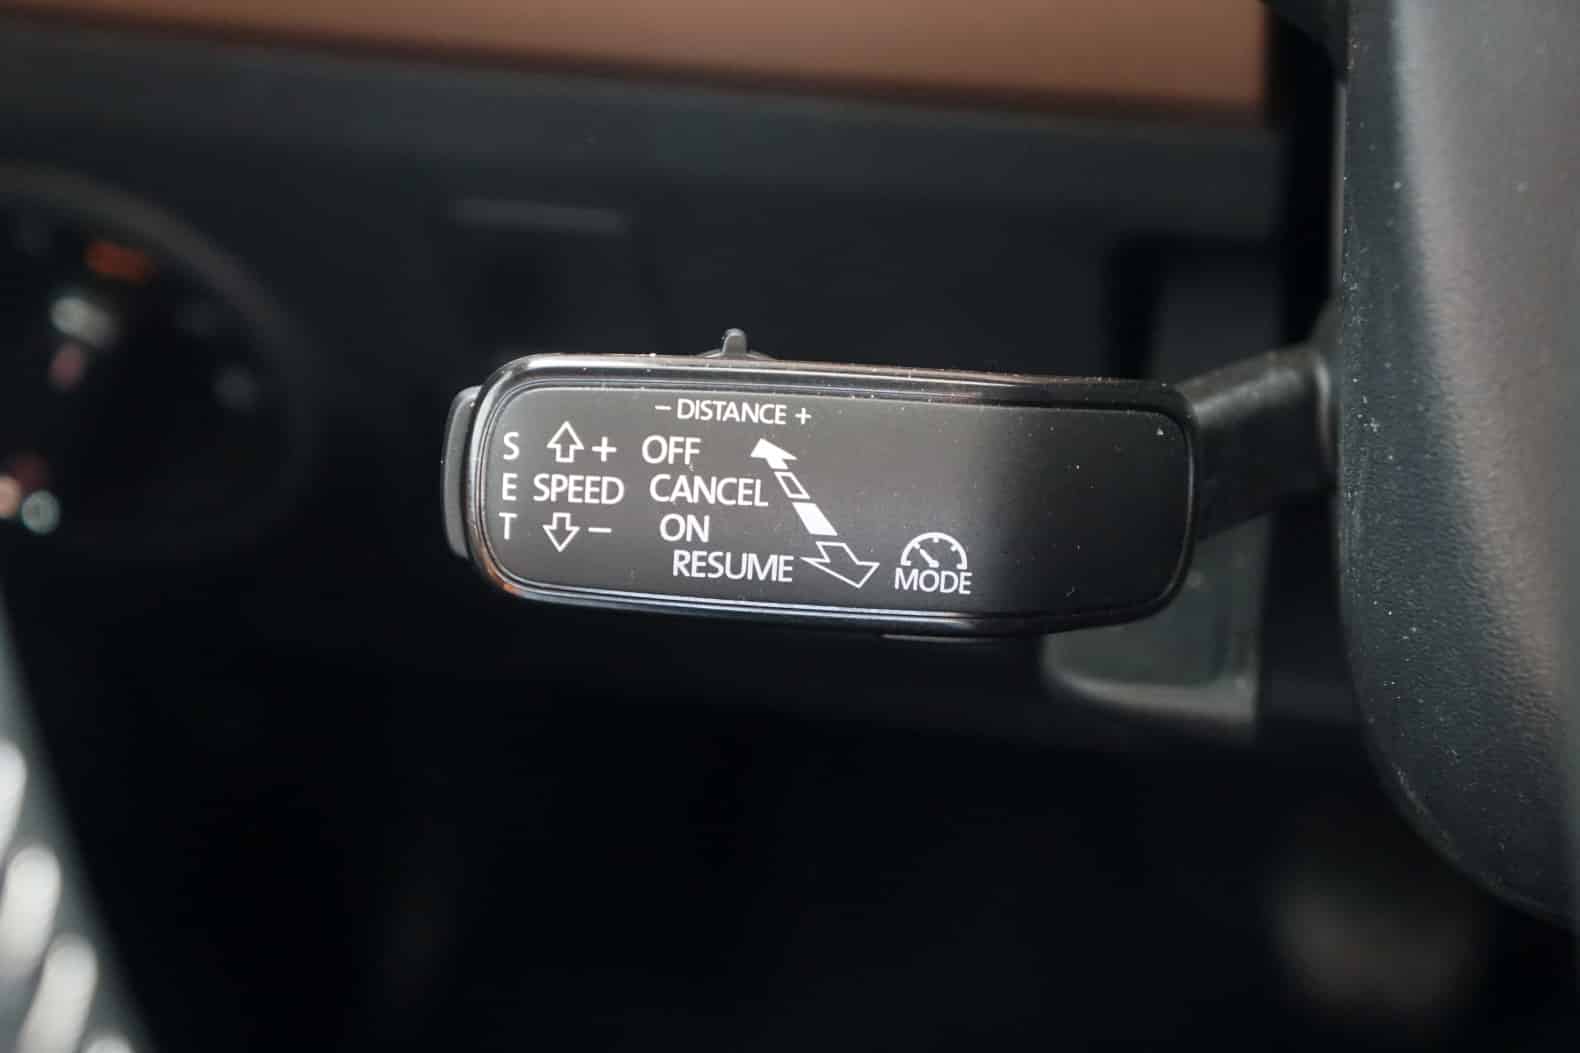 – DISTANCE +
S + OFF
E SPEED CANCEL
T – ON
RESUME
MODE